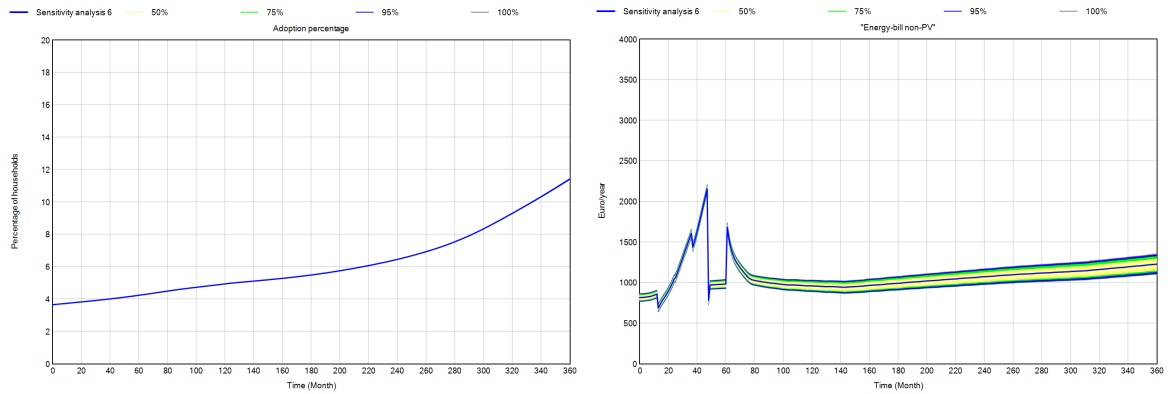 Sensitivity analysis 6 50% 75% 95% 100%
Adoption percentage
20
18
16
14
12
10
8
6
4
2
0
Percentage of households
0 20 40 60 80 100 120 140 160 180 200 220 240 260 280 300 320 340 360
Time (Month)
Sensitivity analysis 6 50% 75% 95% 100%
"Energy-bill non-PV"
4000
3500
3000
2500
2000
1500
1000
500
0
Euro/year
0 20 40 60 80 100 120 140 160 180 200 220 240 260 280 300 320 340 360
Time (Month)